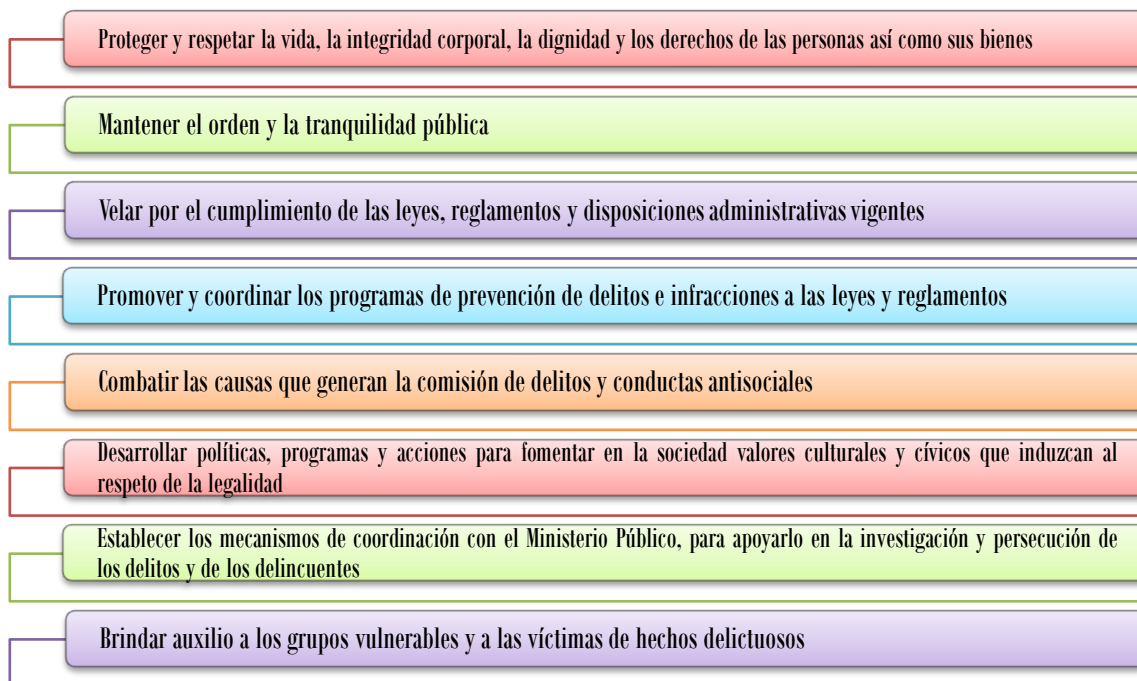 Proteger y respetar la vida, la integridad corporal, la dignidad y los derechos de las personas así como sus bienes
Mantener el orden y la tranquilidad pública
Velar por el cumplimiento de las leyes, reglamentos y disposiciones administrativas vigentes
Promover y coordinar los programas de prevención de delitos e infracciones a las leyes y reglamentos
Combatir las causas que generan la comisión de delitos y conductas antisociales
Desarrollar políticas, programas y acciones para fomentar en la sociedad valores culturales y cívicos que induzcan al
respeto de la legalidad
Establecer los mecanismos de coordinación con el Ministerio Público, para apoyarlo en la investigación y persecución de
los delitos y de los delincuentes
Brindar auxilio a los grupos vulnerables y a las víctimas de hechos delictuosos